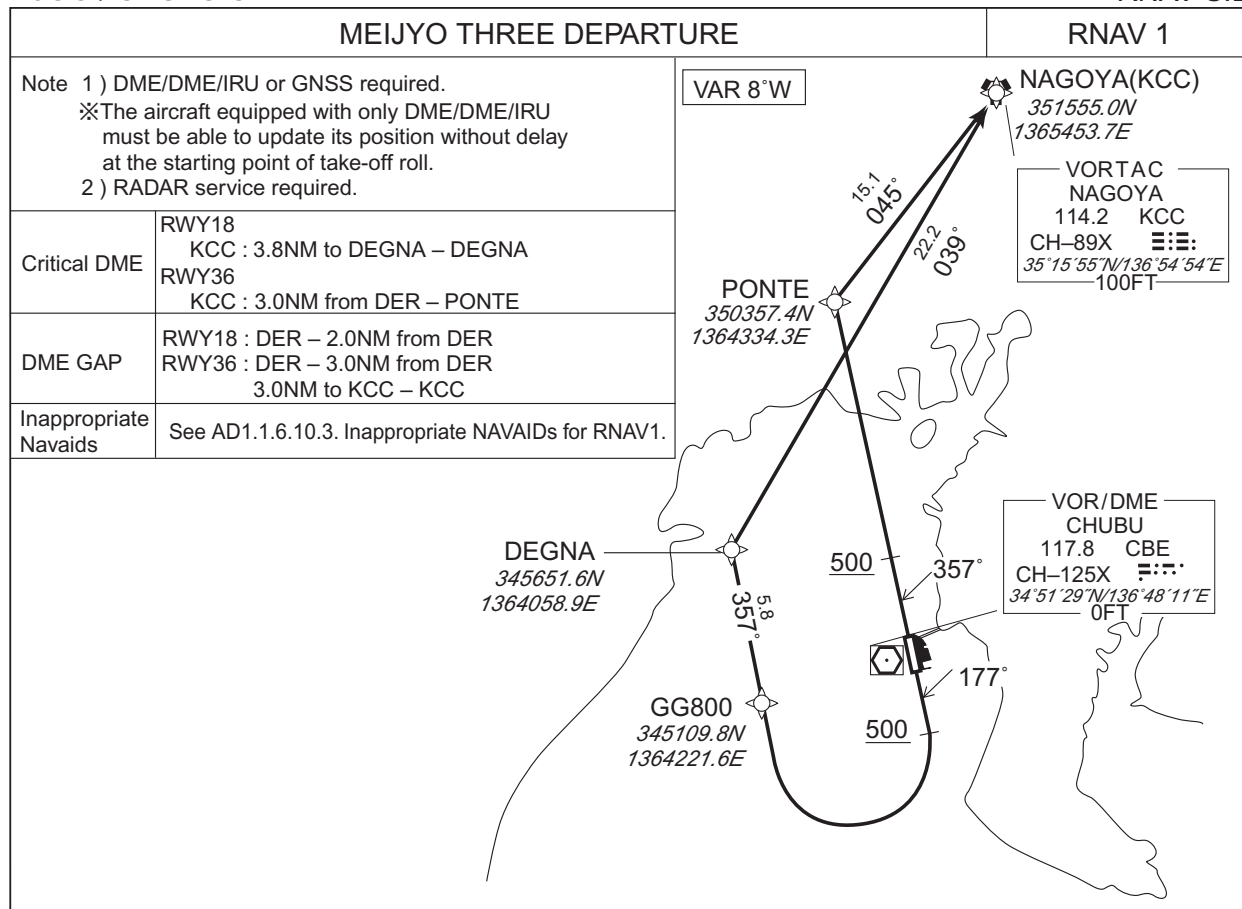 MEIJYO THREE DEPARTURE
RNAV 1
Note 1 ) DME/DME/IRU or GNSS required.
※The aircraft equipped with only DME/DME/IRU
must be able to update its position without delay
at the starting point of take-off roll.
2 ) RADAR service required.
Critical DME
RWY18
KCC : 3.8NM to DEGNA – DEGNA
RWY36
KCC : 3.0NM from DER – PONTE
DME GAP
RWY18 : DER – 2.0NM from DER
RWY36 : DER – 3.0NM from DER
3.0NM to KCC – KCC
Inappropriate
Navaids
See AD1.1.6.10.3. Inappropriate NAVAIDs for RNAV1.
VAR 8°W
NAGOYA(KCC)
351555.0N
1365453.7E
VORTAC
NAGOYA
114.2 KCC
CH–89X
35°15´55˝N/136°54´54˝E
100FT
15.1
045°
22.2
039°
PONTE
350357.4N
1364334.3E
VOR/DME
CHUBU
117.8 CBE
CH–125X
34°51´29˝N/136°48´11˝E
0FT
DEGNA
345651.6N
1364058.9E
500
357°
5.8
357°
177°
GG800
345109.8N
1364221.6E
500